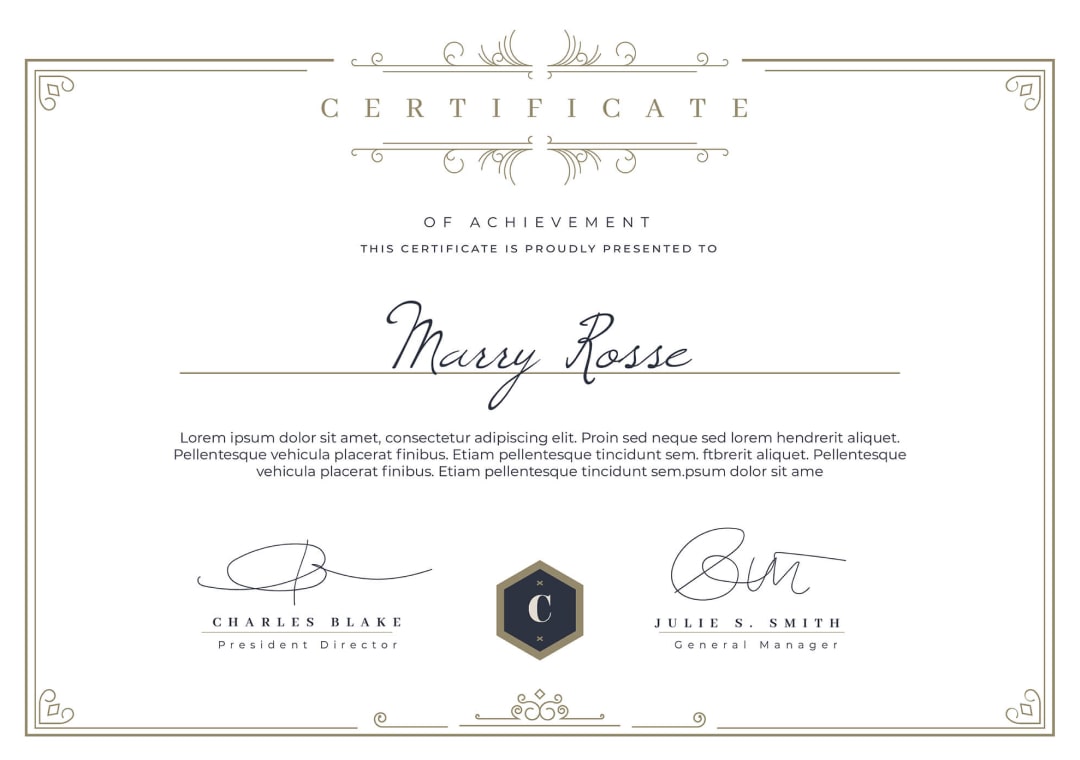 CERTIFICATE
OF ACHIEVEMENT
THIS CERTIFICATE IS PROUDLY PRESENTED TO
Marry Rosse
Lorem ipsum dolor sit amet, consectetur adipiscing elit. Proin sed neque sed lorem hendrerit aliquet.
Pellentesque vehicula placerat finibus. Etiam pellentesque tincidunt sem. ftbrerit aliquet. Pellentesque
vehicula placerat finibus. Etiam pellentesque tincidunt sem.psum dolor sit ame
CHARLES BLAKE
President Director
C
JULIE S. SMITH
General Manager